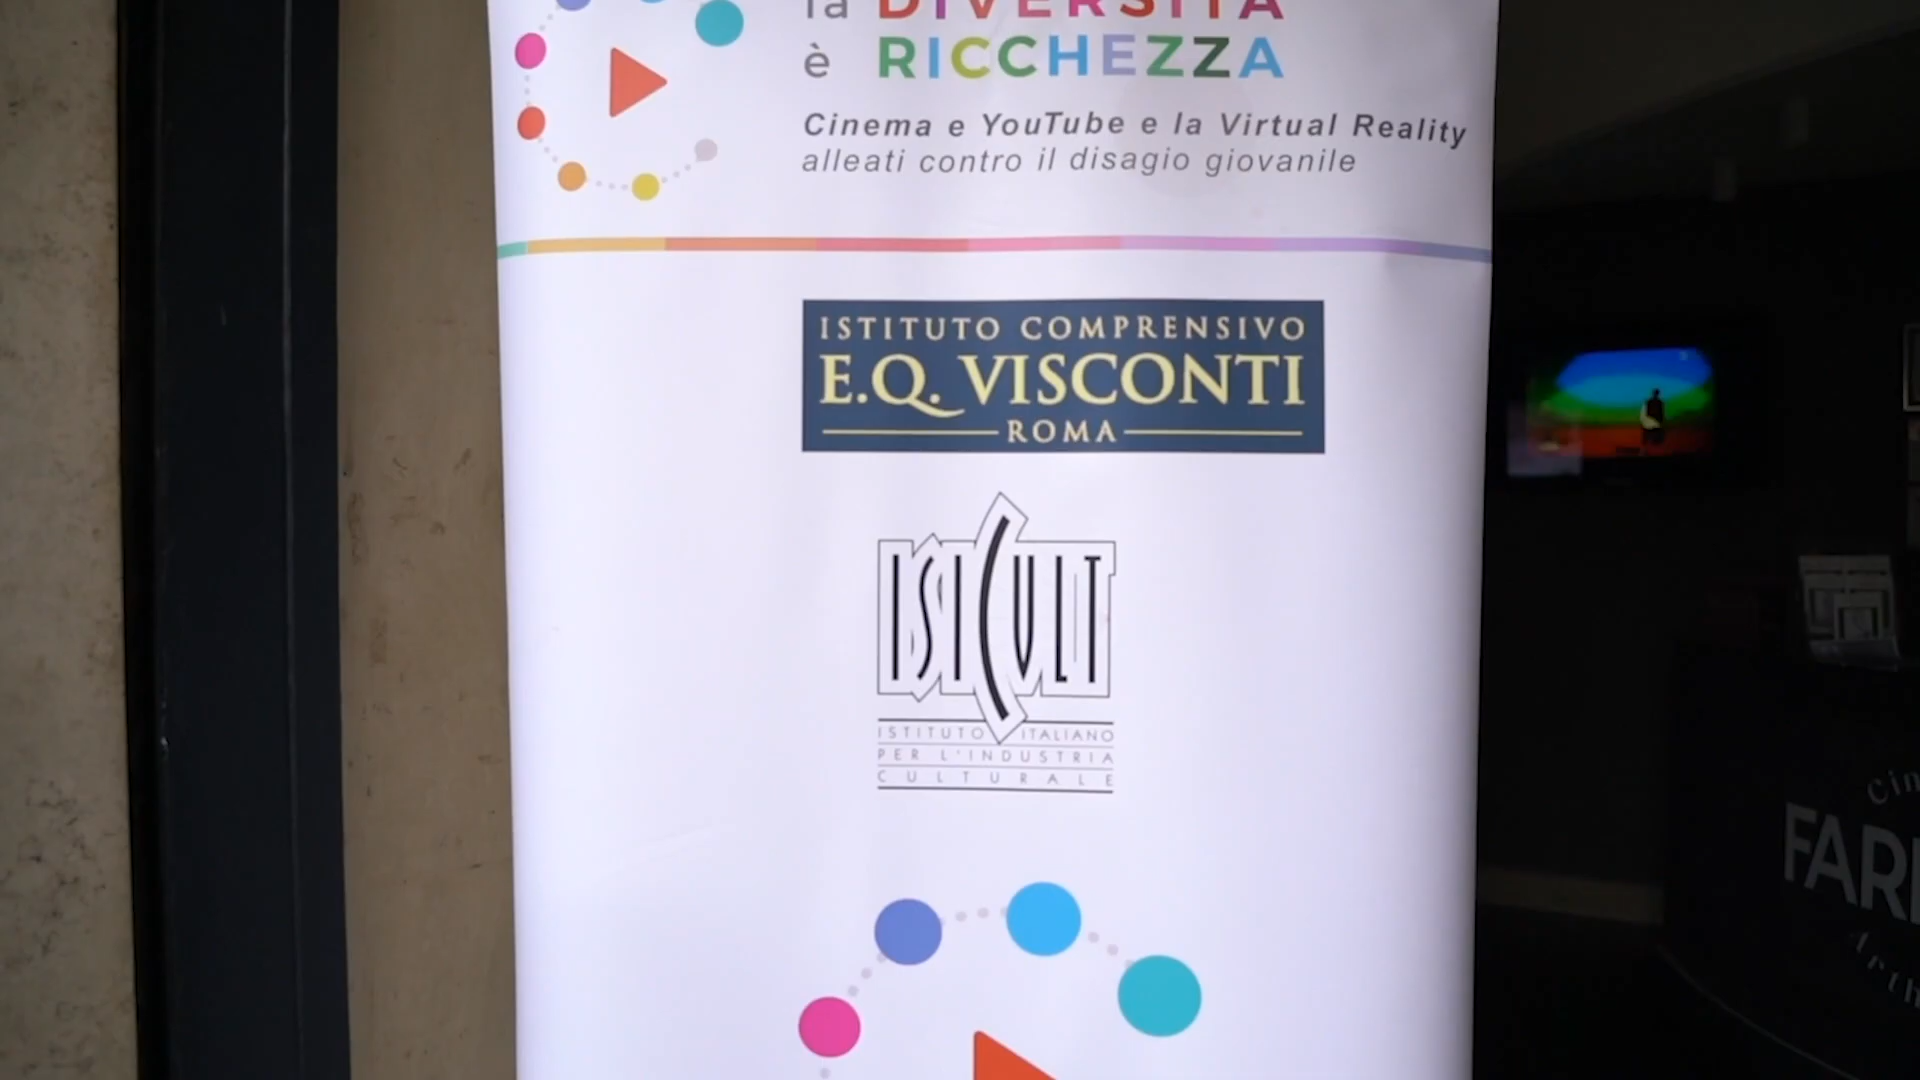 la DIVERSITÀ
è RICCHEZZA
Cinema e YouTube e la Virtual Reality
alleati contro il disagio giovanile
ISTITUTO COMPRENSIVO
E.Q. VISCONTI
ROMA
ISICULT
ISTITUTO ITALIANO
PER L'INDUSTRIA
CULTURALE